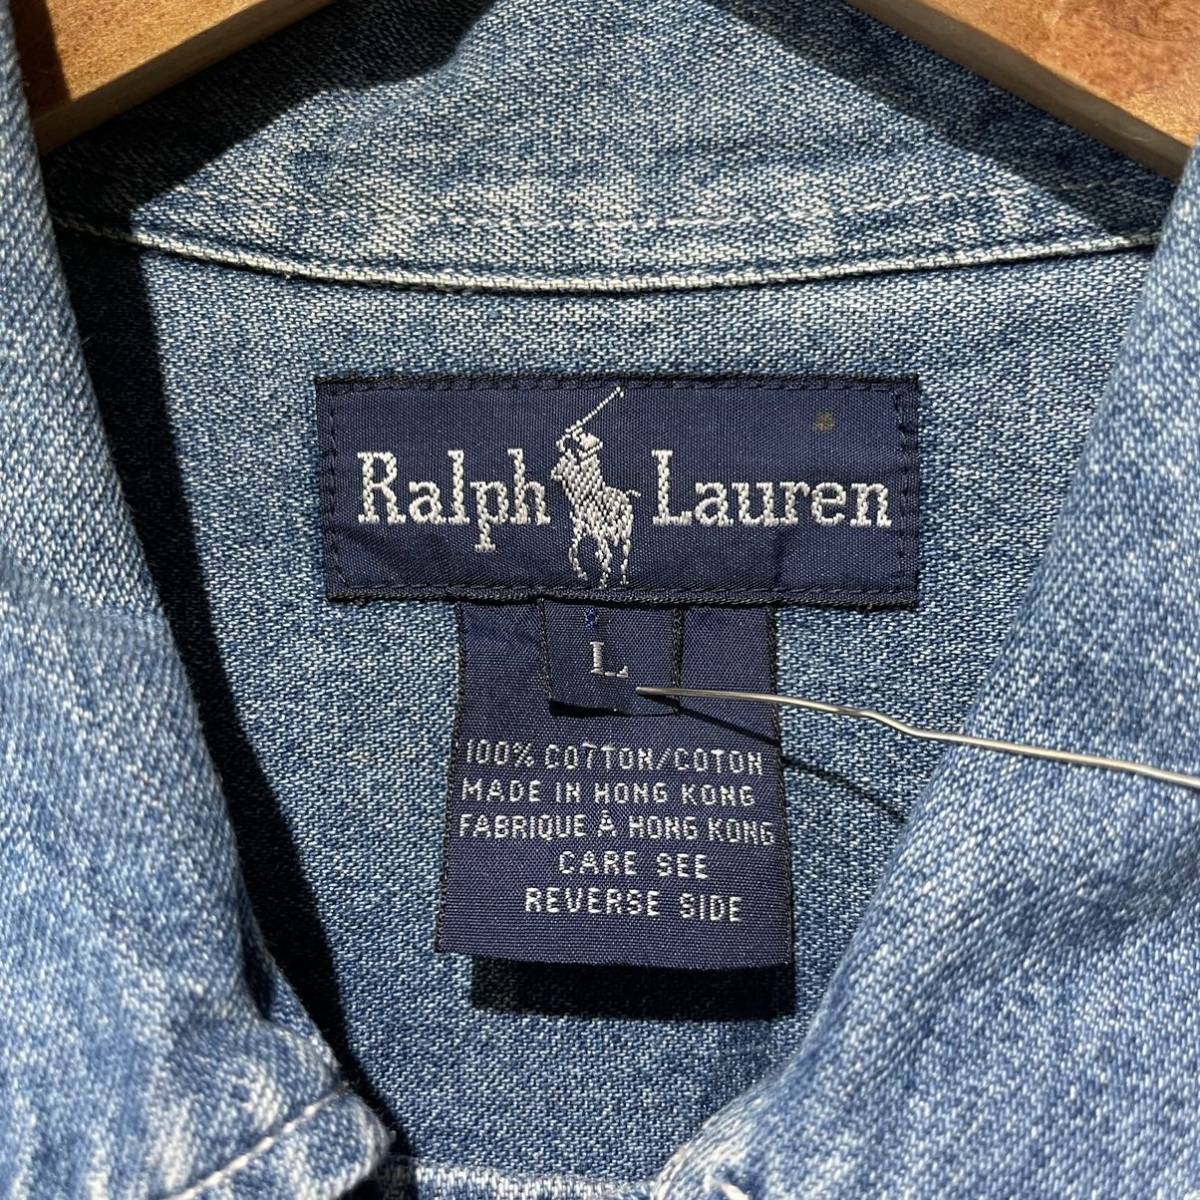 Ralph Lauren
L
100% COTTON/COTON
MADE IN HONG KONG
FABRIQUE À HONG KONG
CARE SEE
REVERSE SIDE